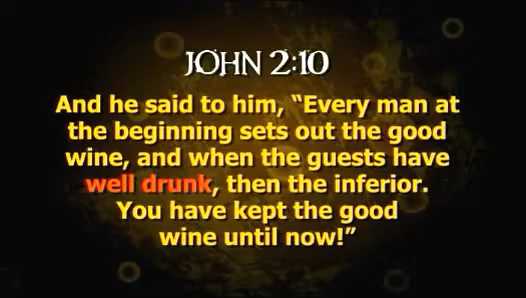 JOHN 2:10
And he said to him, “Every man at
the beginning sets out the good
wine, and when the guests have
well drunk, then the inferior.
You have kept the good
wine until now!”